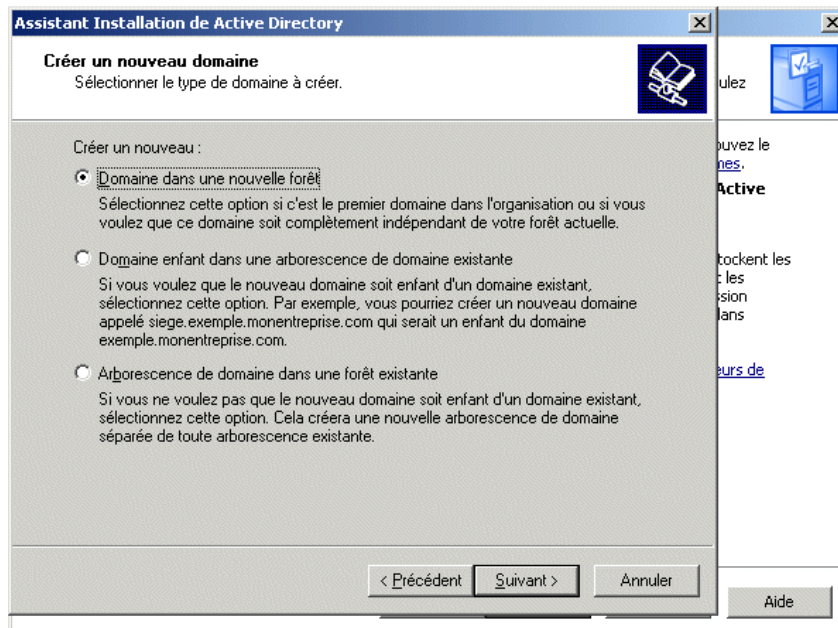 Assistant Installation de Active Directory
Créer un nouveau domaine
Sélectionner le type de domaine à créer.
Créer un nouveau :
Domaine dans une nouvelle forêt
Sélectionnez cette option si c'est le premier domaine dans l'organisation ou si vous
voulez que ce domaine soit complètement indépendant de votre forêt actuelle.
Domaine enfant dans une arborescence de domaine existante
Si vous voulez que le nouveau domaine soit enfant d'un domaine existant,
sélectionnez cette option. Par exemple, vous pourriez créer un nouveau domaine
appelé siege.exemple.monentreprise.com qui serait un enfant du domaine
exemple.monentreprise.com.
Arborescence de domaine dans une forêt existante
Si vous ne voulez pas que le nouveau domaine soit enfant d'un domaine existant,
sélectionnez cette option. Cela créera une nouvelle arborescence de domaine
séparée de toute arborescence existante.
< Précédent
Suivant >
Annuler
ulez
ouvez le
mes.
Active
tockent les
les
ssion
dans
eurs de
Aide